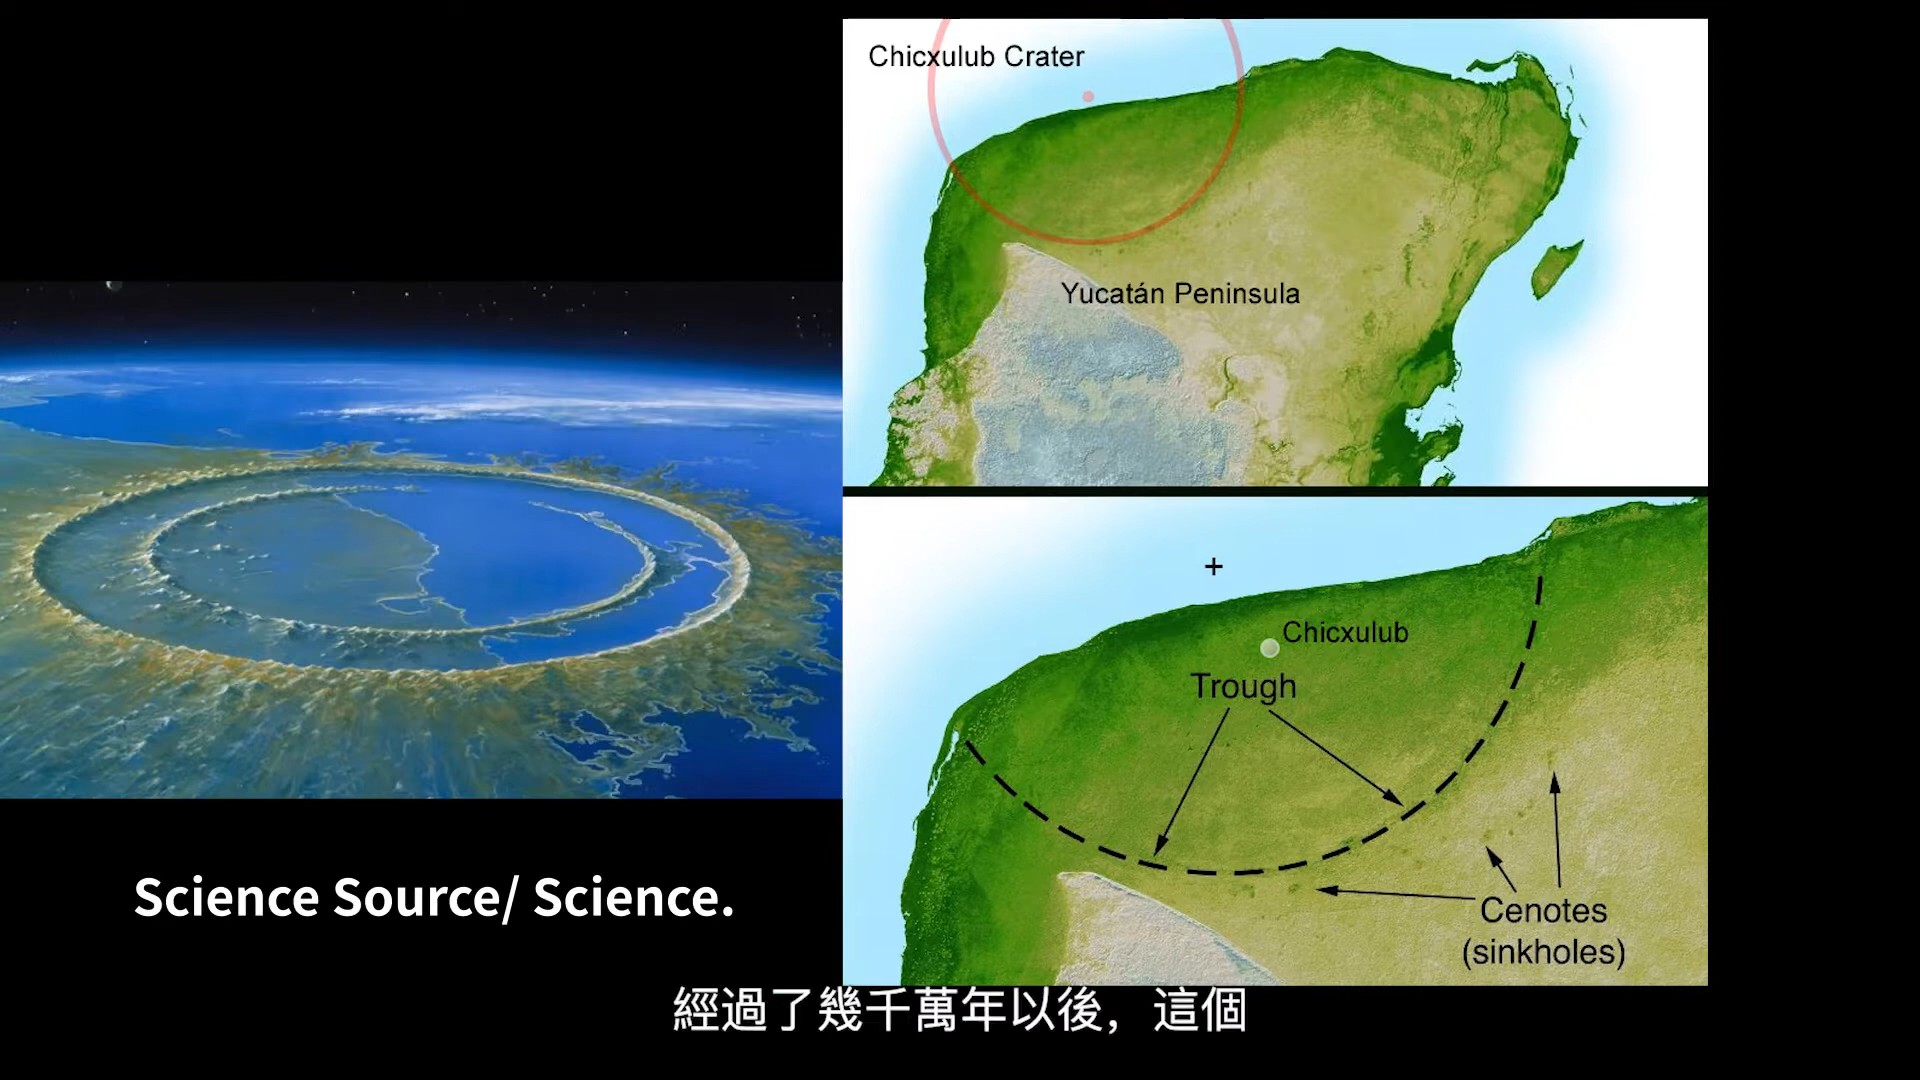 Chicxulub Crater
Yucatán Peninsula
+
Chicxulub
Trough
Cenotes
(sinkholes)
Science Source/ Science.
經過了幾千萬年以後，這個